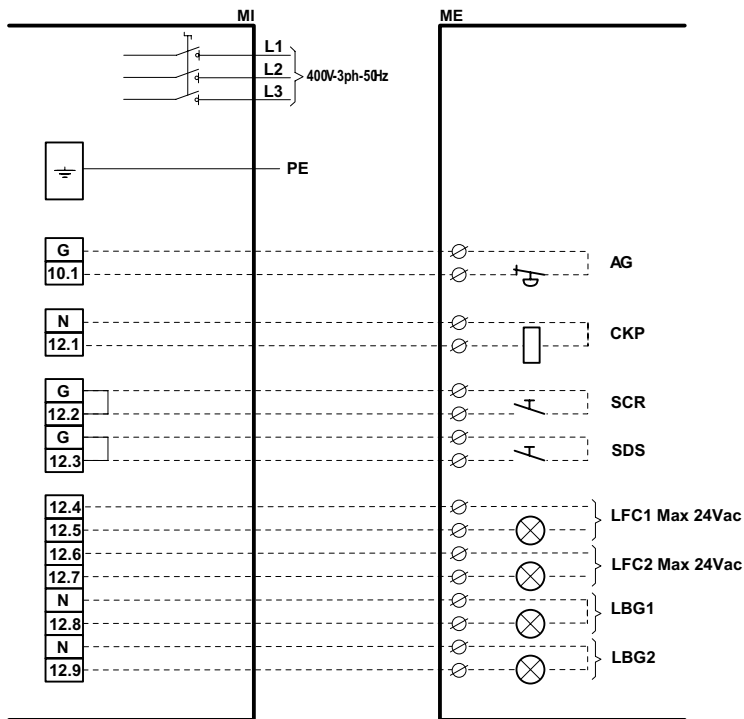 MI ME
L1
L2 400V-3ph-50Hz
L3
PE
G AG
10.1
N CKP
12.1
G SCR
12.2
G SDS
12.3
12.4 LFC1 Max 24Vac
12.5
12.6 LFC2 Max 24Vac
12.7
N LBG1
12.8
N LBG2
12.9